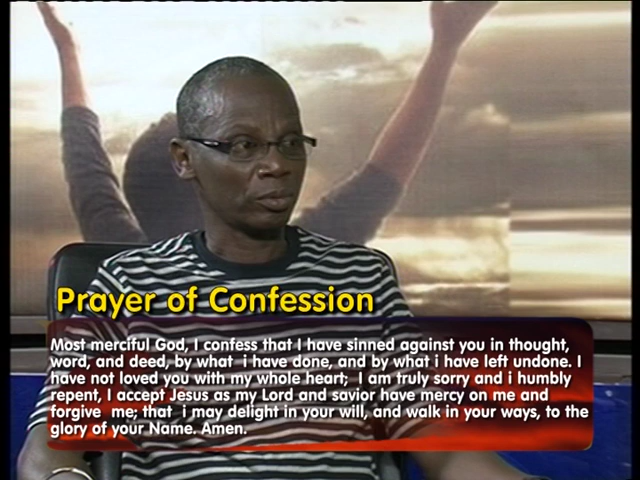 Prayer of Confession
Most merciful God, I confess that I have sinned against you in thought,
word, and deed, by what i have done, and by what i have left undone. I
have not loved you with my whole heart; I am truly sorry and i humbly
repent, I accept Jesus as my Lord and savior have mercy on me and
forgive me; that i may delight in your will, and walk in your ways, to the
glory of your Name. Amen.